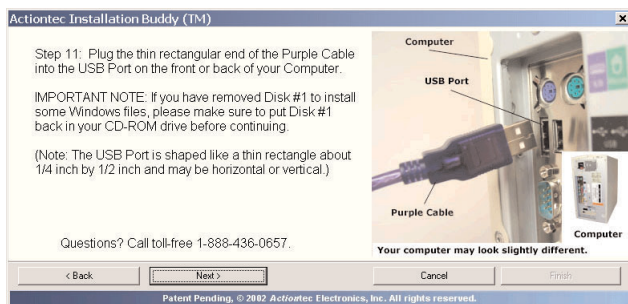 Actiontec Installation Buddy (TM)
Step 11: Plug the thin rectangular end of the Purple Cable
into the USB Port on the front or back of your Computer.
IMPORTANT NOTE: If you have removed Disk #1 to install
some Windows files, please make sure to put Disk #1
back in your CD-ROM drive before continuing.
(Note: The USB Port is shaped like a thin rectangle about
1/4 inch by 1/2 inch and may be horizontal or vertical.)
Questions? Call toll-free 1-888-436-0657.
Computer
USB Port
Purple Cable
Computer
Your computer may look slightly different.
< Back
Next >
Cancel
Finish
Patent Pending, © 2002 Actiontec Electronics, Inc. All rights reserved.